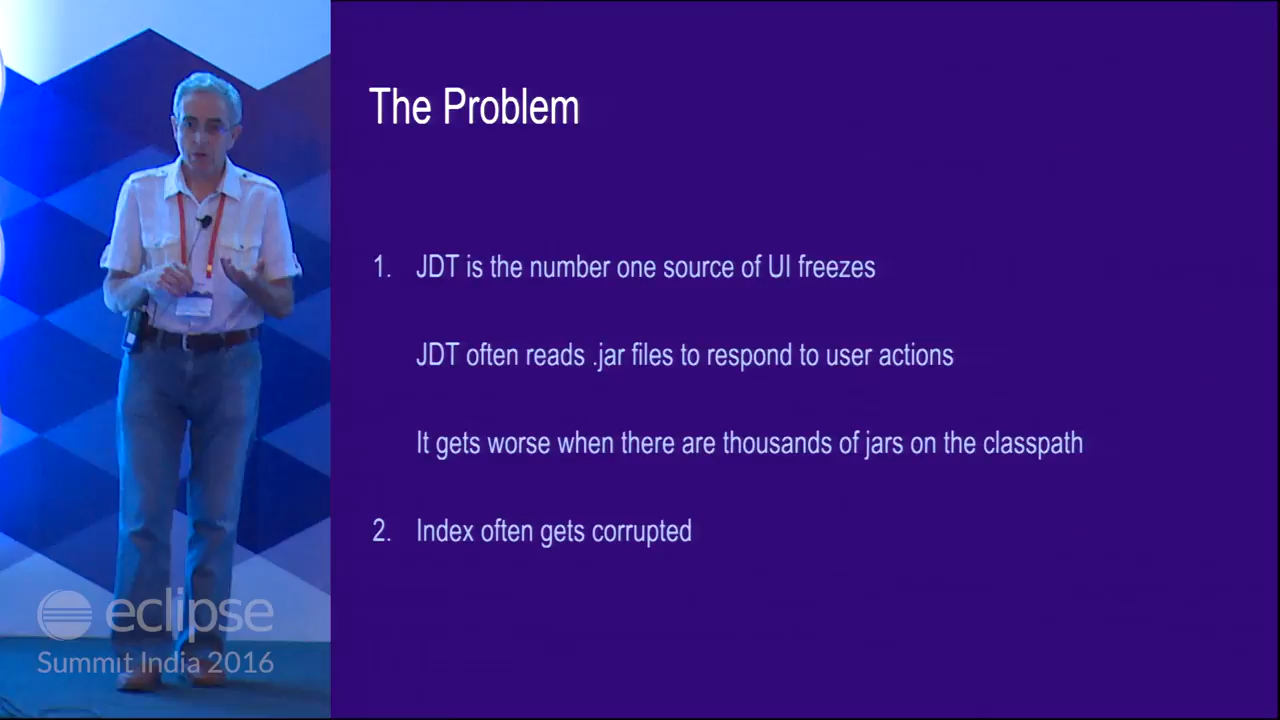 The Problem
1. JDT is the number one source of UI freezes
JDT often reads .jar files to respond to user actions
It gets worse when there are thousands of jars on the classpath
2. Index often gets corrupted
eclipse
Summit India 2016